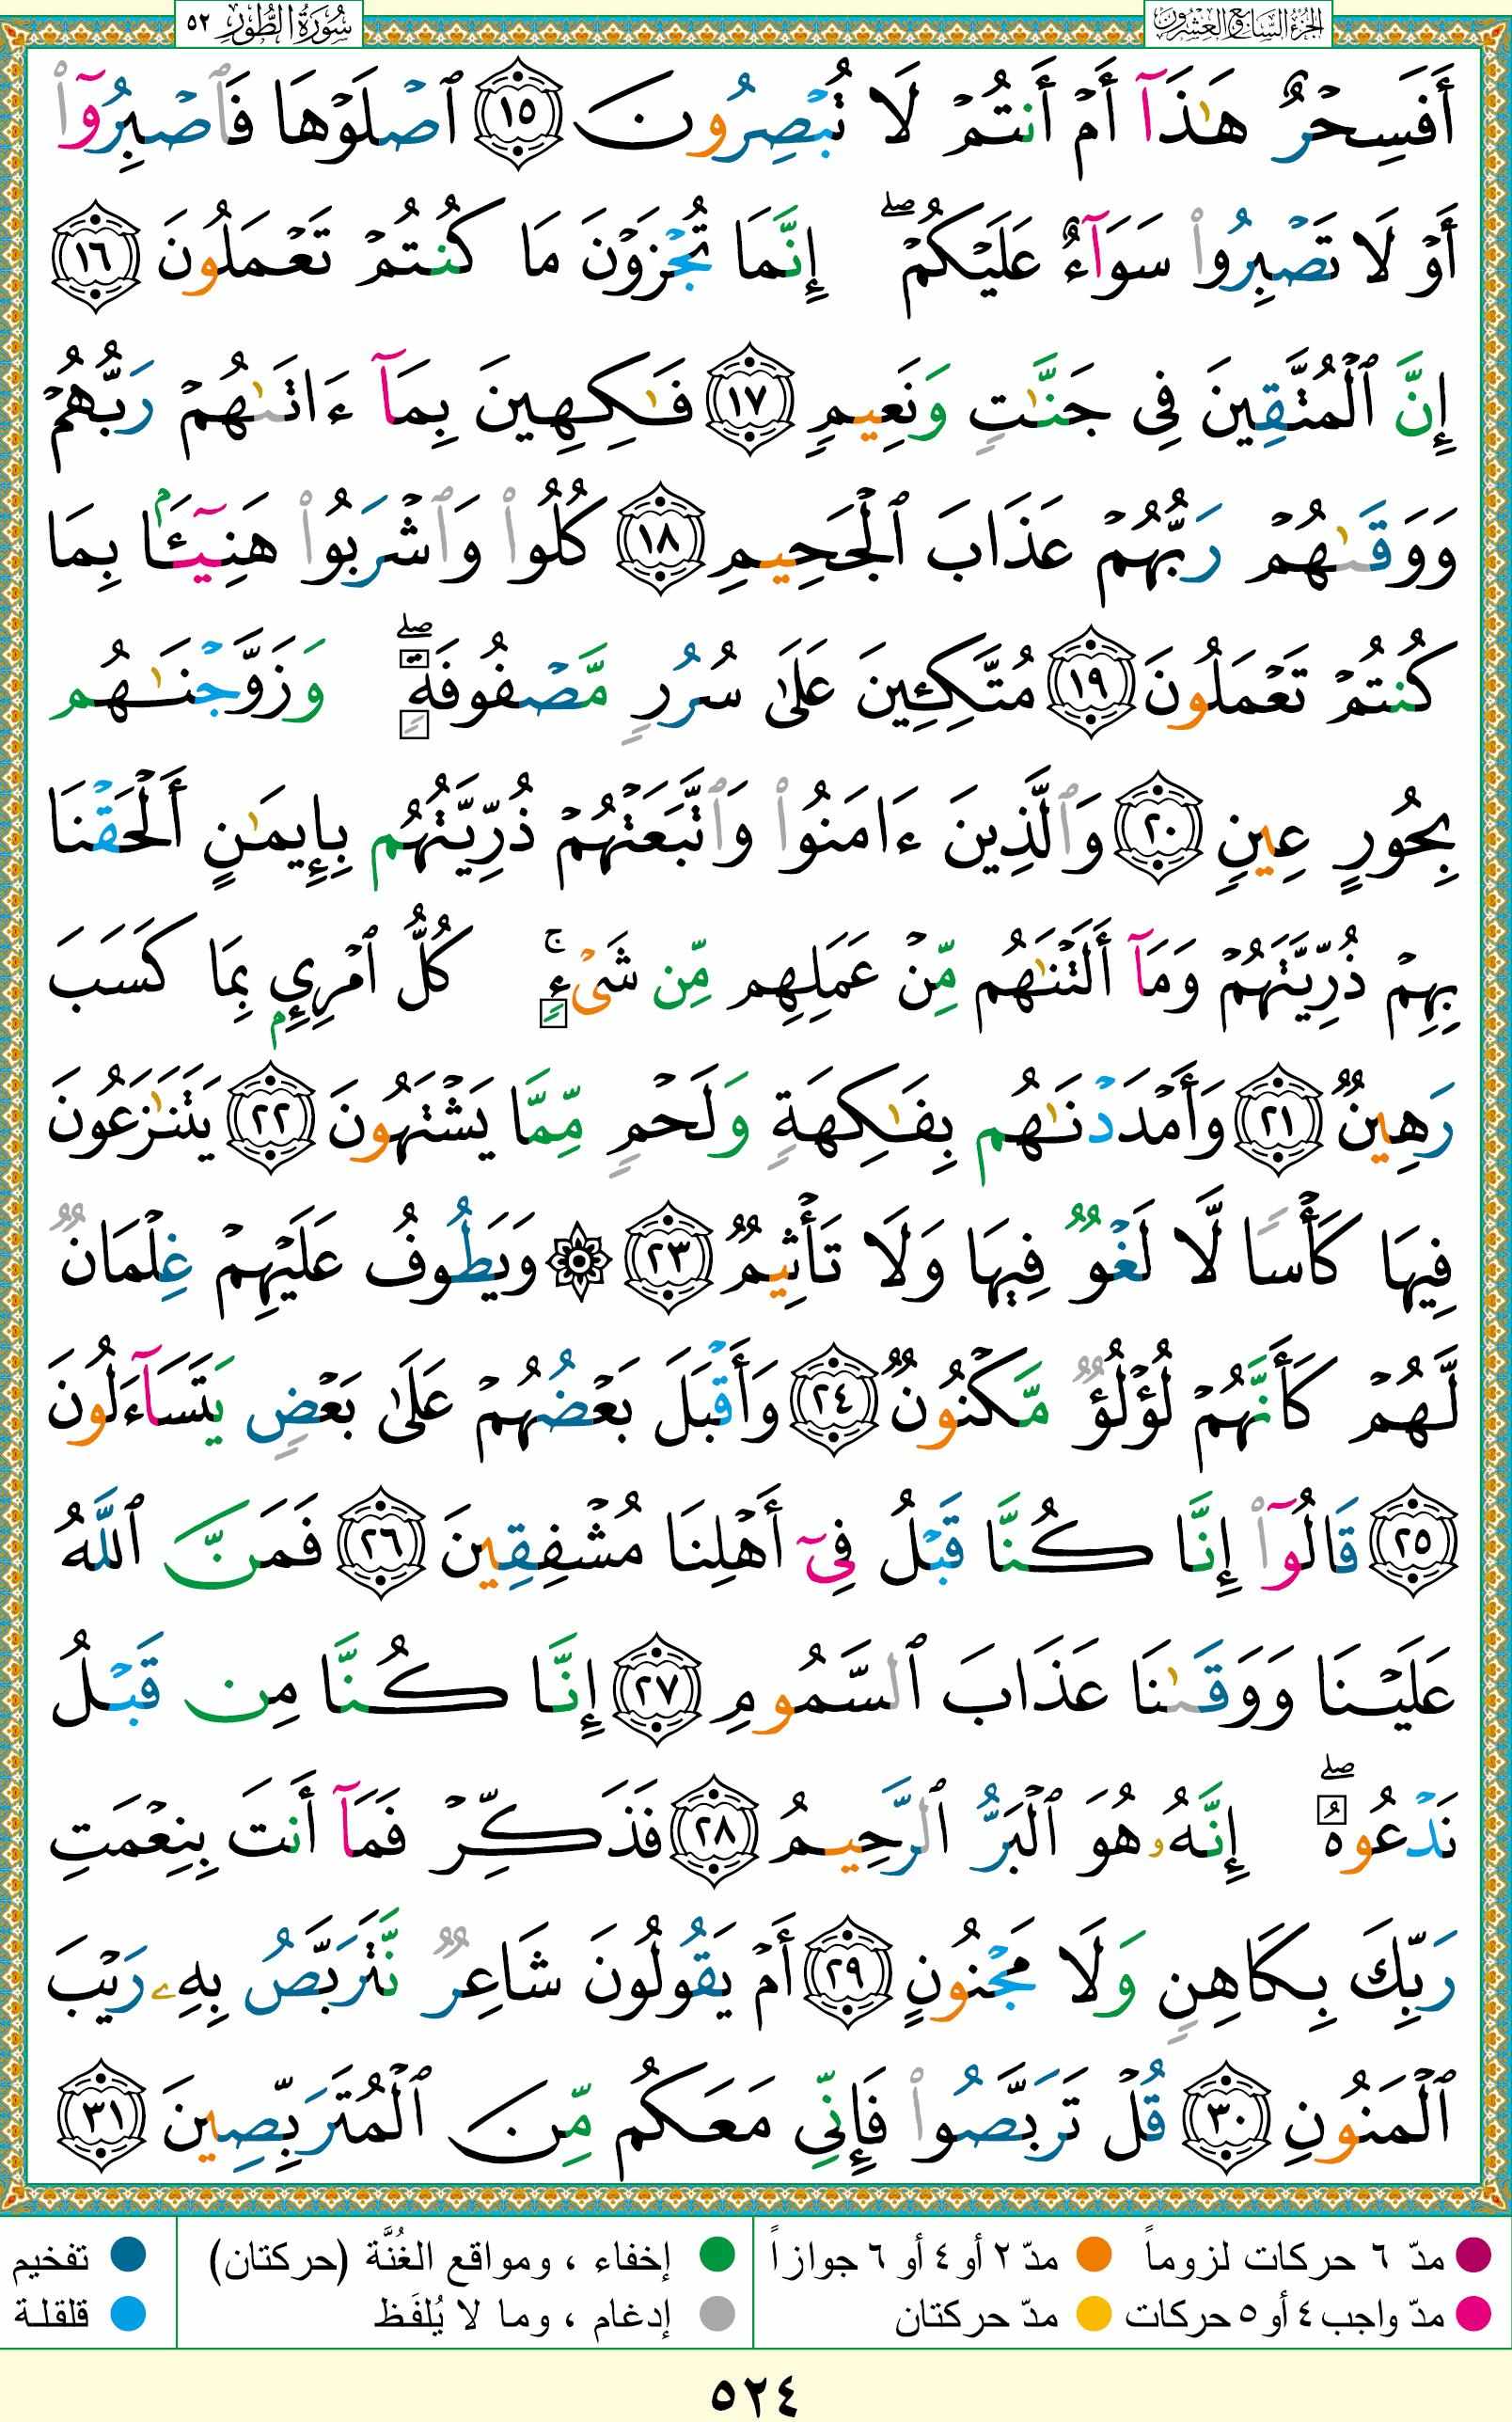 الجزء السابع والعشرون
سورة الطور ٥٢
أَفَسِحْرٌ هَٰذَآ أَمْ أَنتُمْ لَا تُبْصِرُونَ ۝١٥ ٱصْلَوْهَا فَٱصْبِرُوٓا۟
أَوْ لَا تَصْبِرُوا۟ سَوَآءٌ عَلَيْكُمْ ۖ إِنَّمَا تُجْزَوْنَ مَا كُنتُمْ تَعْمَلُونَ ۝١٦
إِنَّ ٱلْمُتَّقِينَ فِى جَنَّٰتٍ وَنَعِيمٍ ۝١٧ فَٰكِهِينَ بِمَآ ءَاتَىٰهُمْ رَبُّهُمْ
وَوَقَىٰهُمْ رَبُّهُمْ عَذَابَ ٱلْجَحِيمِ ۝١٨ كُلُوا۟ وَٱشْرَبُوا۟ هَنِيٓـًٔۢا بِمَا
كُنتُمْ تَعْمَلُونَ ۝١٩ مُتَّكِـِٔينَ عَلَىٰ سُرُرٍ مَّصْفُوفَةٍ ۖ وَزَوَّجْنَٰهُم
بِحُورٍ عِينٍ ۝٢٠ وَٱلَّذِينَ ءَامَنُوا۟ وَٱتَّبَعَتْهُمْ ذُرِّيَّتُهُم بِإِيمَٰنٍ أَلْحَقْنَا
بِهِمْ ذُرِّيَّتَهُمْ وَمَآ أَلَتْنَٰهُم مِّنْ عَمَلِهِم مِّن شَىْءٍ ۚ كُلُّ ٱمْرِئٍۭ بِمَا كَسَبَ
رَهِينٌ ۝٢١ وَأَمْدَدْنَٰهُم بِفَٰكِهَةٍ وَلَحْمٍ مِّمَّا يَشْتَهُونَ ۝٢٢ يَتَنَٰزَعُونَ
فِيهَا كَأْسًا لَّا لَغْوٌ فِيهَا وَلَا تَأْثِيمٌ ۝٢٣ ۞ وَيَطُوفُ عَلَيْهِمْ غِلْمَانٌ
لَّهُمْ كَأَنَّهُمْ لُؤْلُؤٌ مَّكْنُونٌ ۝٢٤ وَأَقْبَلَ بَعْضُهُمْ عَلَىٰ بَعْضٍ يَتَسَآءَلُونَ
۝٢٥ قَالُوٓا۟ إِنَّا كُنَّا قَبْلُ فِىٓ أَهْلِنَا مُشْفِقِينَ ۝٢٦ فَمَنَّ ٱللَّهُ
عَلَيْنَا وَوَقَىٰنَا عَذَابَ ٱلسَّمُومِ ۝٢٧ إِنَّا كُنَّا مِن قَبْلُ
نَدْعُوهُ ۖ إِنَّهُۥ هُوَ ٱلْبَرُّ ٱلرَّحِيمُ ۝٢٨ فَذَكِّرْ فَمَآ أَنتَ بِنِعْمَتِ
رَبِّكَ بِكَاهِنٍ وَلَا مَجْنُونٍ ۝٢٩ أَمْ يَقُولُونَ شَاعِرٌ نَّتَرَبَّصُ بِهِۦ رَيْبَ
ٱلْمَنُونِ ۝٣٠ قُلْ تَرَبَّصُوا۟ فَإِنِّى مَعَكُم مِّنَ ٱلْمُتَرَبِّصِينَ ۝٣١
مدّ ٦ حركات لزوماً مدّ ٢ أو ٤ أو ٦ جوازاً إخفاء ، ومواقع الغُنَّة (حركتان) تفخيم
مدّ واجب ٤ أو ٥ حركات مدّ حركتان إدغام ، وما لا يُلفَظ قلقلة
٥٢٤